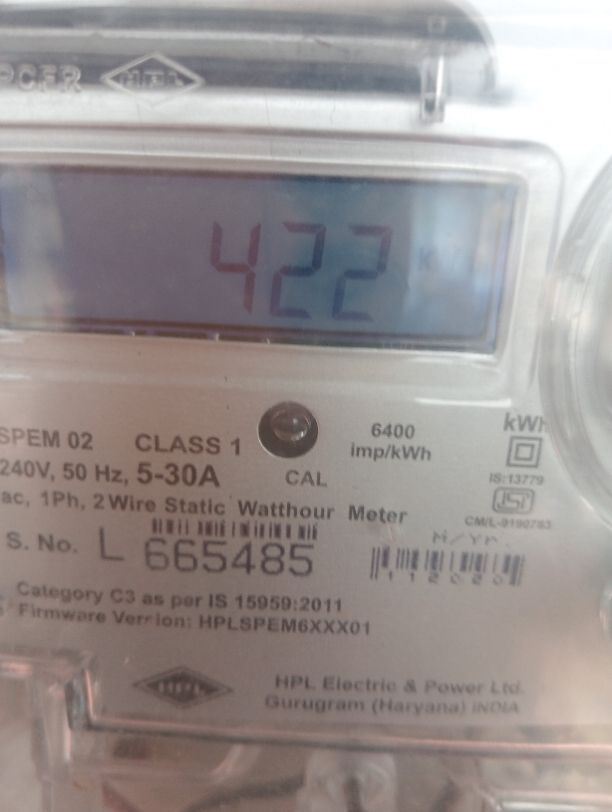 HPL
422
SPEM 02 CLASS 1
6400
imp/kWh
kWh
240V, 50 Hz, 5-30A
CAL
IS:13779
ac, 1Ph, 2 Wire Static Watthour Meter
CM/L-9190783
S. No. L 665485
M/Yr.
112020
Category C3 as per IS 15959:2011
Firmware Version: HPLSPEM6XXX01
HPL
HPL Electric & Power Ltd.
Gurugram (Haryana) INDIA